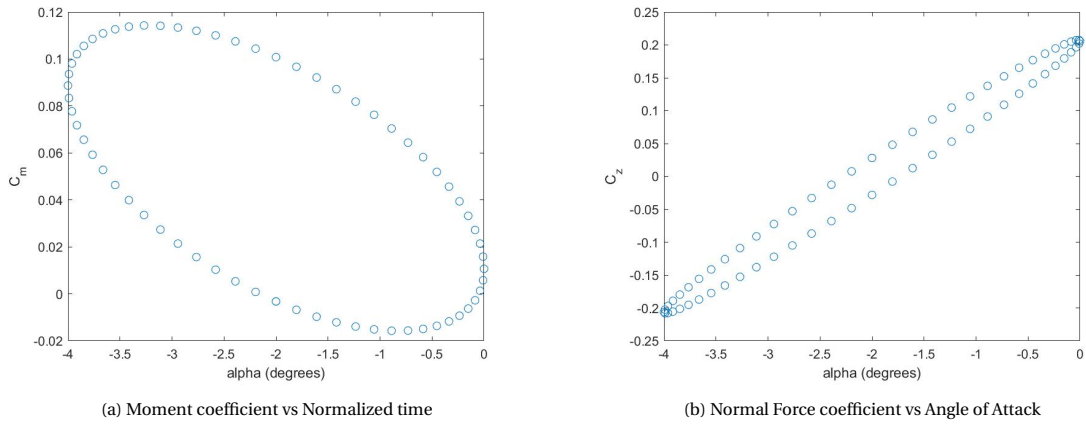 0.12
0.1
0.08
0.06
0.04
0.02
0
-0.02
C_m
-4 -3.5 -3 -2.5 -2 -1.5 -1 -0.5 0
alpha (degrees)
(a) Moment coefficient vs Normalized time
0.25
0.2
0.15
0.1
0.05
0
-0.05
-0.1
-0.15
-0.2
-0.25
C_z
-4 -3.5 -3 -2.5 -2 -1.5 -1 -0.5 0
alpha (degrees)
(b) Normal Force coefficient vs Angle of Attack